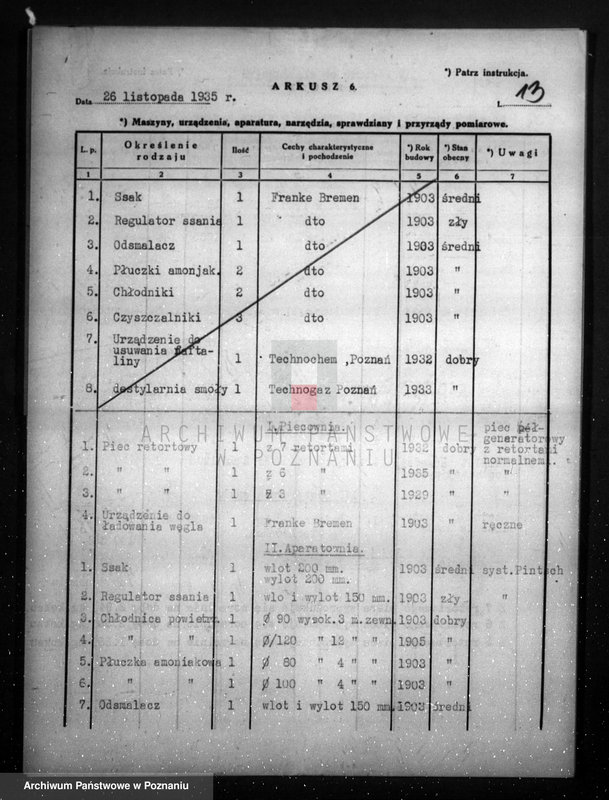 *) Patrz instrukcja.
ARKUSZ 6.
Data 26 listopada 1935 r.
L. 13
*) Maszyny, urządzenia, aparatura, narzędzia, sprawdziany i przyrządy pomiarowe.
L. p. Określenie rodzaju Ilość Cechy charakterystyczne i pochodzenie *) Rok budowy *) Stan obecny *) Uwagi
1 2 3 4 5 6 7
1. Ssak 1 Franke Bremen 1903 średni
2. Regulator ssania 1 dto 1903 zły
3. Odsmalacz 1 dto 1903 średni
4. Płuczki amonjak. 2 dto 1903 "
5. Chłodniki 2 dto 1903 "
6. Czyszczalniki 3 dto 1903 "
7. Urządzenie do
usuwania nafta-
liny 1 Technochem ,Poznań 1932 dobry
8. destylarnia smoły 1 Technogaz Poznań 1933 "
I.Piecownia.
1. Piec retortowy 1 z 7 retortami 1932 dobry piec pół-
generatorowy
z retortami
normalnemi.
2. " " 1 z 6 " 1935 " "
3. " " 1 z 3 " 1929 " "
4. Urządzenie do
ładowania węgla 1 Franke Bremen 1903 " ręczne
II.Aparatownia.
1. Ssak 1 wlot 200 mm.
wylot 200 mm. 1903 średni syst.Pintsch
2. Regulator ssania 1 wlo i wylot 150 mm. 1903 zły "
3. Chłodnica powietrz. 1 ø 90 wysok.3 m.zewn. 1903 dobry
4. " " 1 ø/120 " 12 " " 1905 "
5. Płuczka amoniakowa 1 ø 80 " 4 " " 1903 "
6. " " 1 ø 100 " 4 " " 1903 "
7. Odsmalacz 1 wlot i wylot 150 mm. 1903 średni
ARCHIWUM PAŃSTWOWE
W POZNANIU
Archiwum Państwowe w Poznaniu